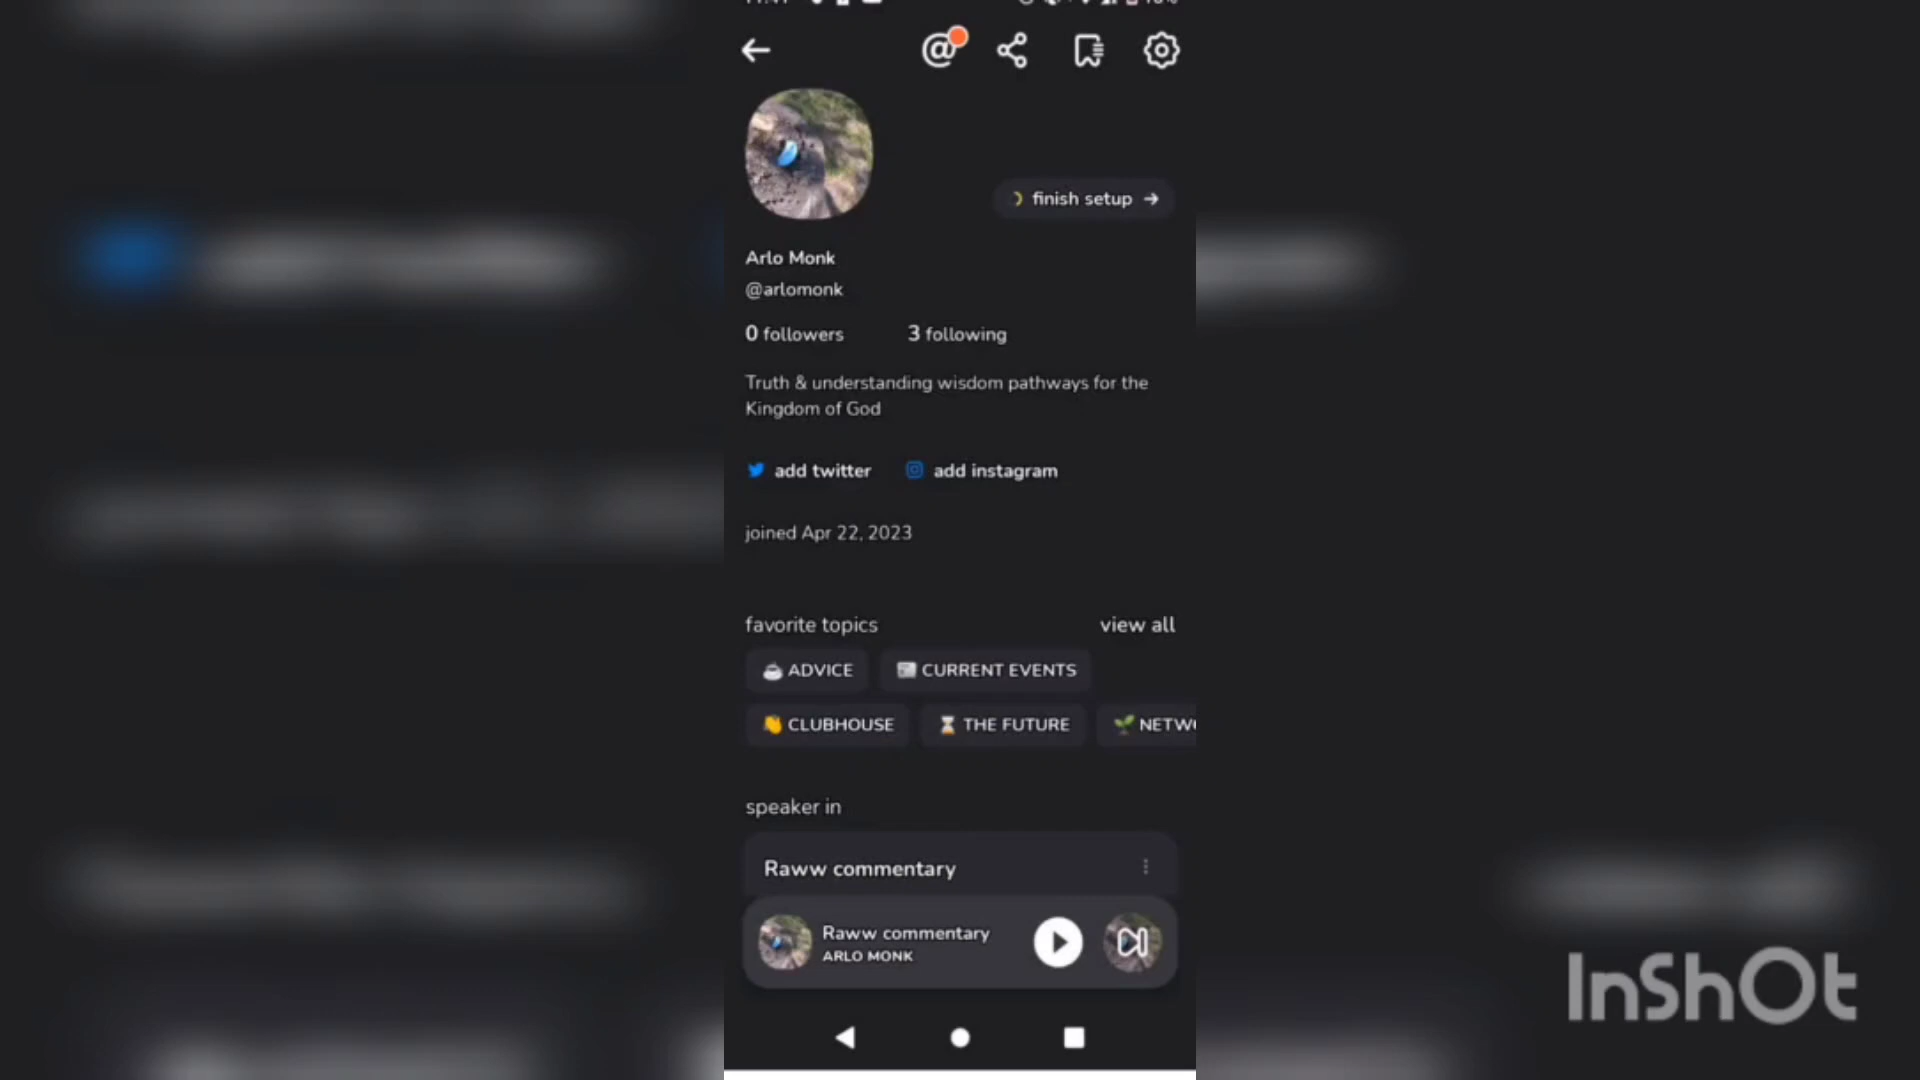 finish setup
Arlo Monk
@arlomonk
0 followers 3 following
Truth & understanding wisdom pathways for the
Kingdom of God
add twitter add instagram
joined Apr 22, 2023
favorite topics view all
ADVICE CURRENT EVENTS
CLUBHOUSE THE FUTURE NETW
speaker in
Raww commentary
Raww commentary
ARLO MONK
InShOt